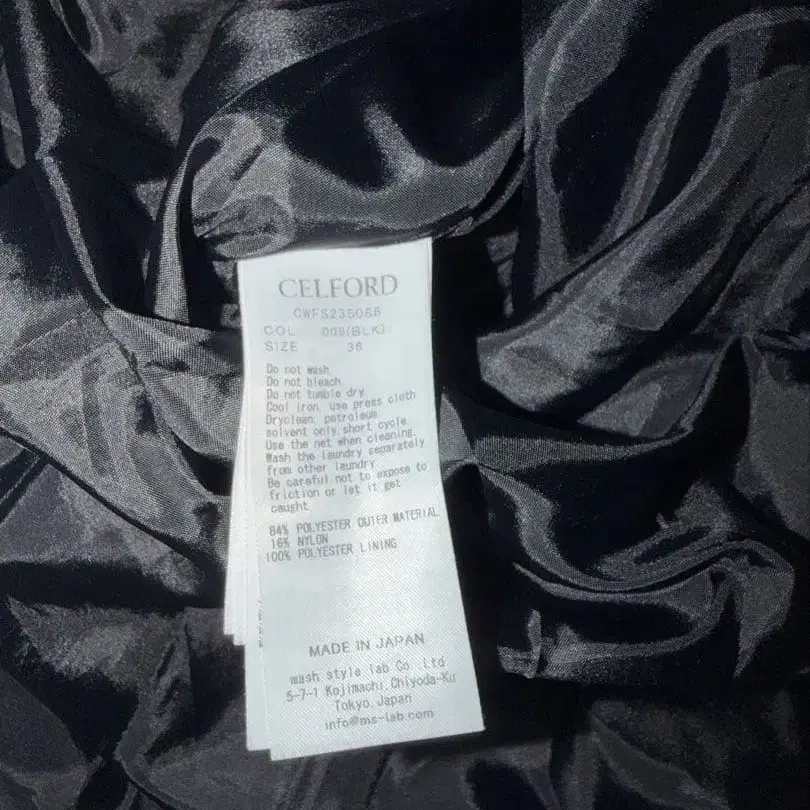 CELFORD
CWFS235066
COL 009(BLK)
SIZE 36
Do not wash
Do not bleach
Do not tumble dry.
Cool iron, use press cloth
Dryclean, petroleum
solvent only, short cycle.
Use the net when cleaning.
Wash the laundry separately
from other laundry
Be careful not to expose to
friction or let it get
caught
84% POLYESTER OUTER MATERIAL
16% NYLON
100% POLYESTER LINING
MADE IN JAPAN
mash style lab Co. Ltd.
5-7-1 Kojimachi, Chiyoda-Ku
Tokyo, Japan
info@ms-lab.com